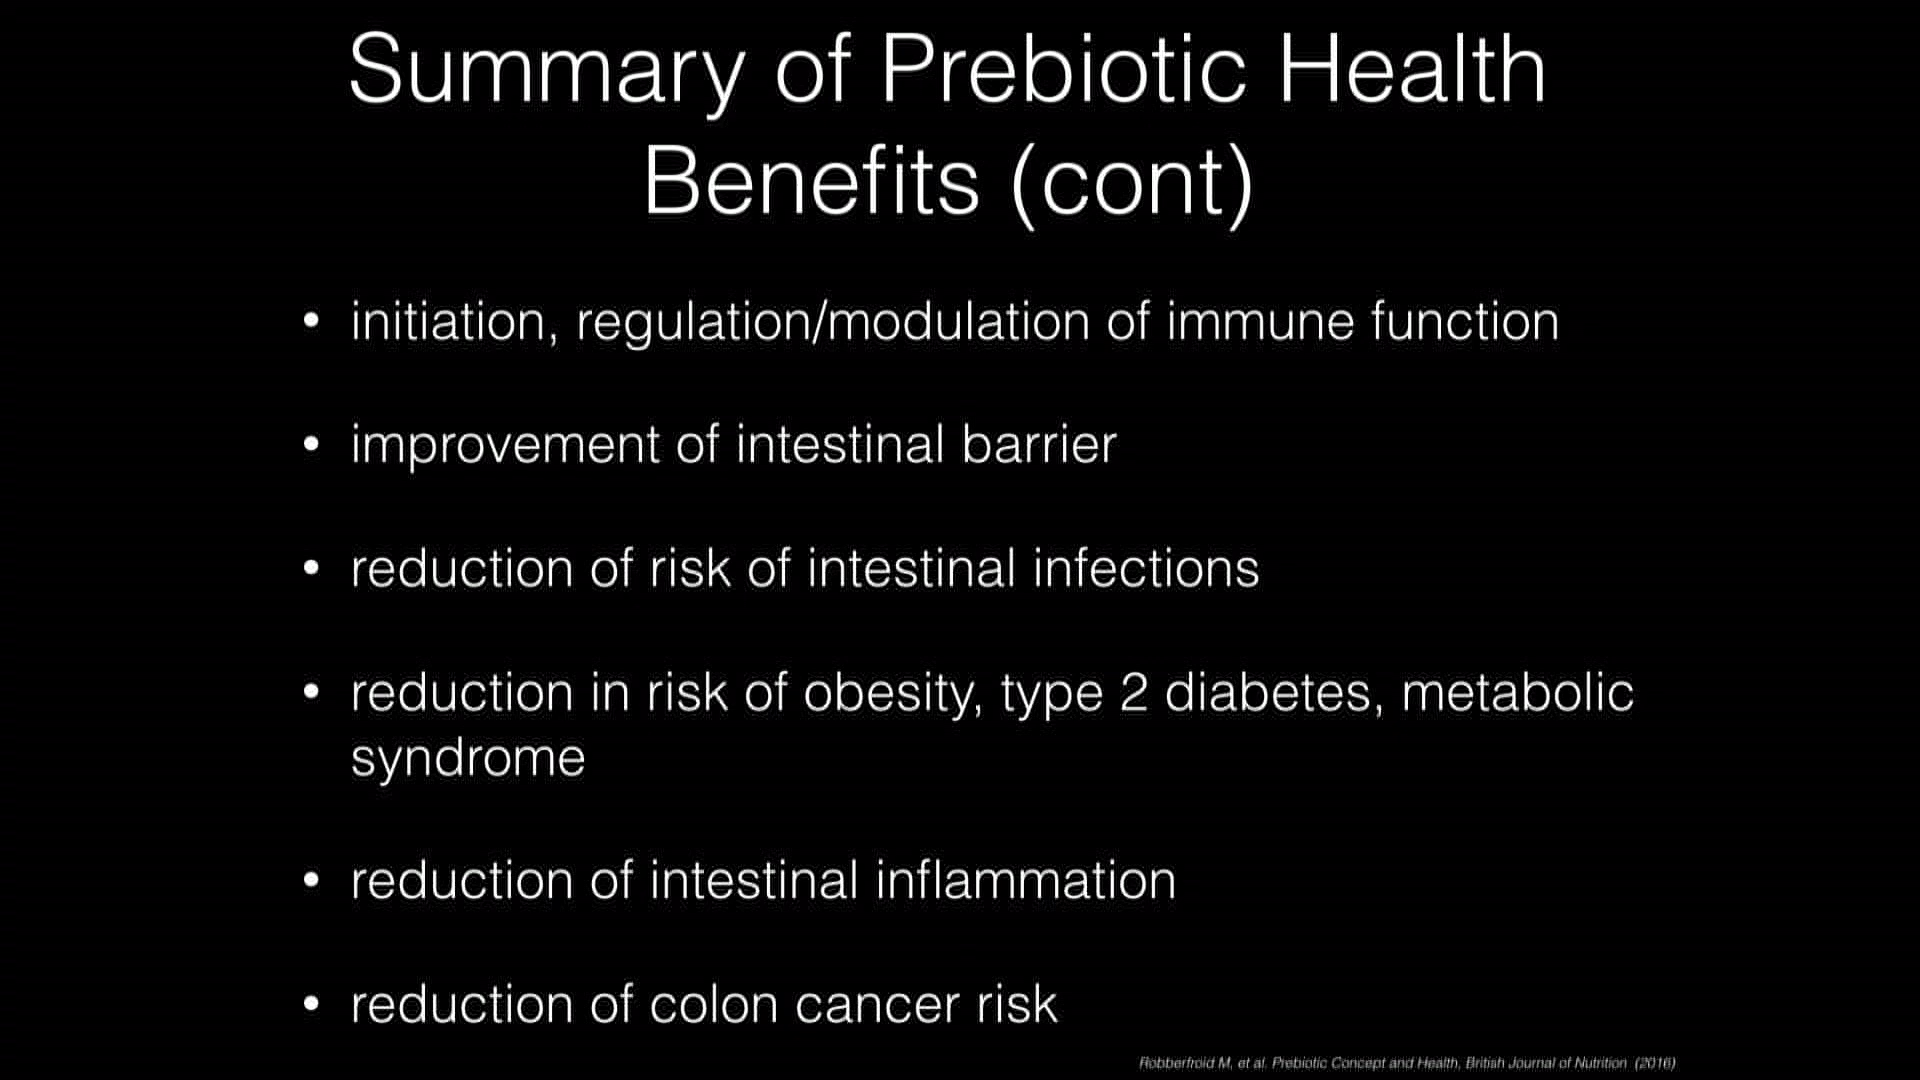 Summary of Prebiotic Health
Benefits (cont)
• initiation, regulation/modulation of immune function
• improvement of intestinal barrier
• reduction of risk of intestinal infections
• reduction in risk of obesity, type 2 diabetes, metabolic
syndrome
• reduction of intestinal inflammation
• reduction of colon cancer risk
Robberfroid M, et al. Prebiotic Concept and Health, British Journal of Nutrition (2016)